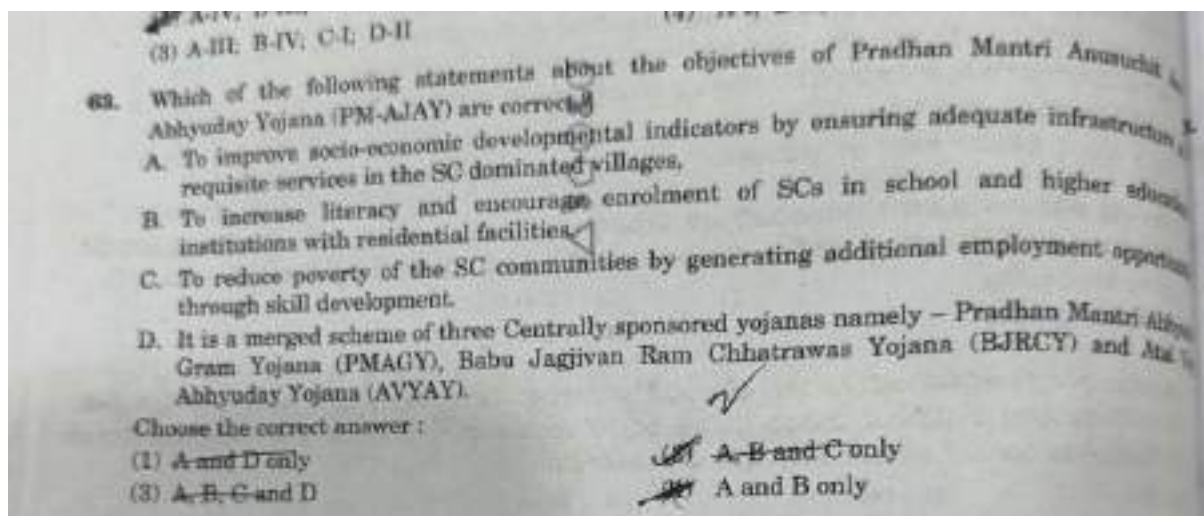 (3) A-III; B-IV; C-I; D-II
63. Which of the following statements about the objectives of Pradhan Mantri Anusuchit
Abhyuday Yojana (PM-AJAY) are correct?
A. To improve socio-economic developmental indicators by ensuring adequate infrastructure
requisite services in the SC dominated villages.
B. To increase literacy and encourage enrolment of SCs in school and higher
institutions with residential facilities.
C. To reduce poverty of the SC communities by generating additional employment
through skill development.
D. It is a merged scheme of three Centrally sponsored yojanas namely – Pradhan Mantri
Gram Yojana (PMAGY), Babu Jagjivan Ram Chhatrawas Yojana (BJRCY) and Atal
Abhyuday Yojana (AVYAY).
Choose the correct answer :
(1) A and D only
A, B and C only
(3) A, B, C and D
A and B only